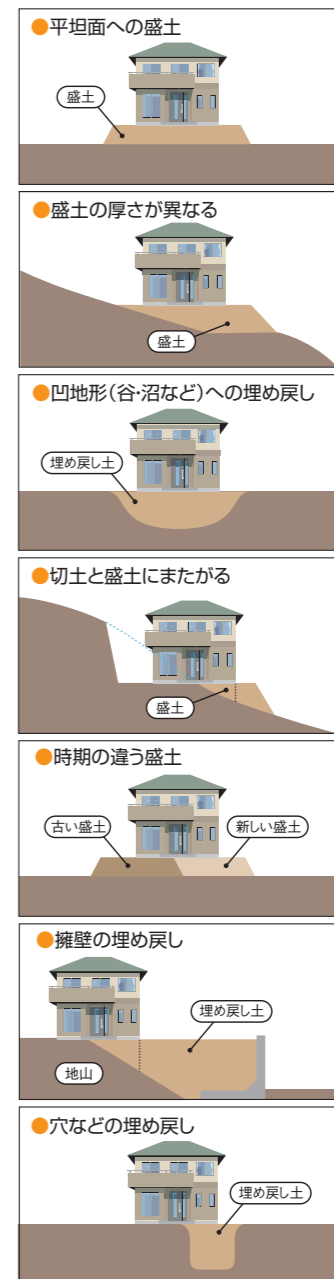 ●平坦面への盛土
盛土
●盛土の厚さが異なる
盛土
●凹地形(谷・沼など)への埋め戻し
埋め戻し土
●切土と盛土にまたがる
盛土
●時期の違う盛土
古い盛土
新しい盛土
●擁壁の埋め戻し
埋め戻し土
地山
●穴などの埋め戻し
埋め戻し土